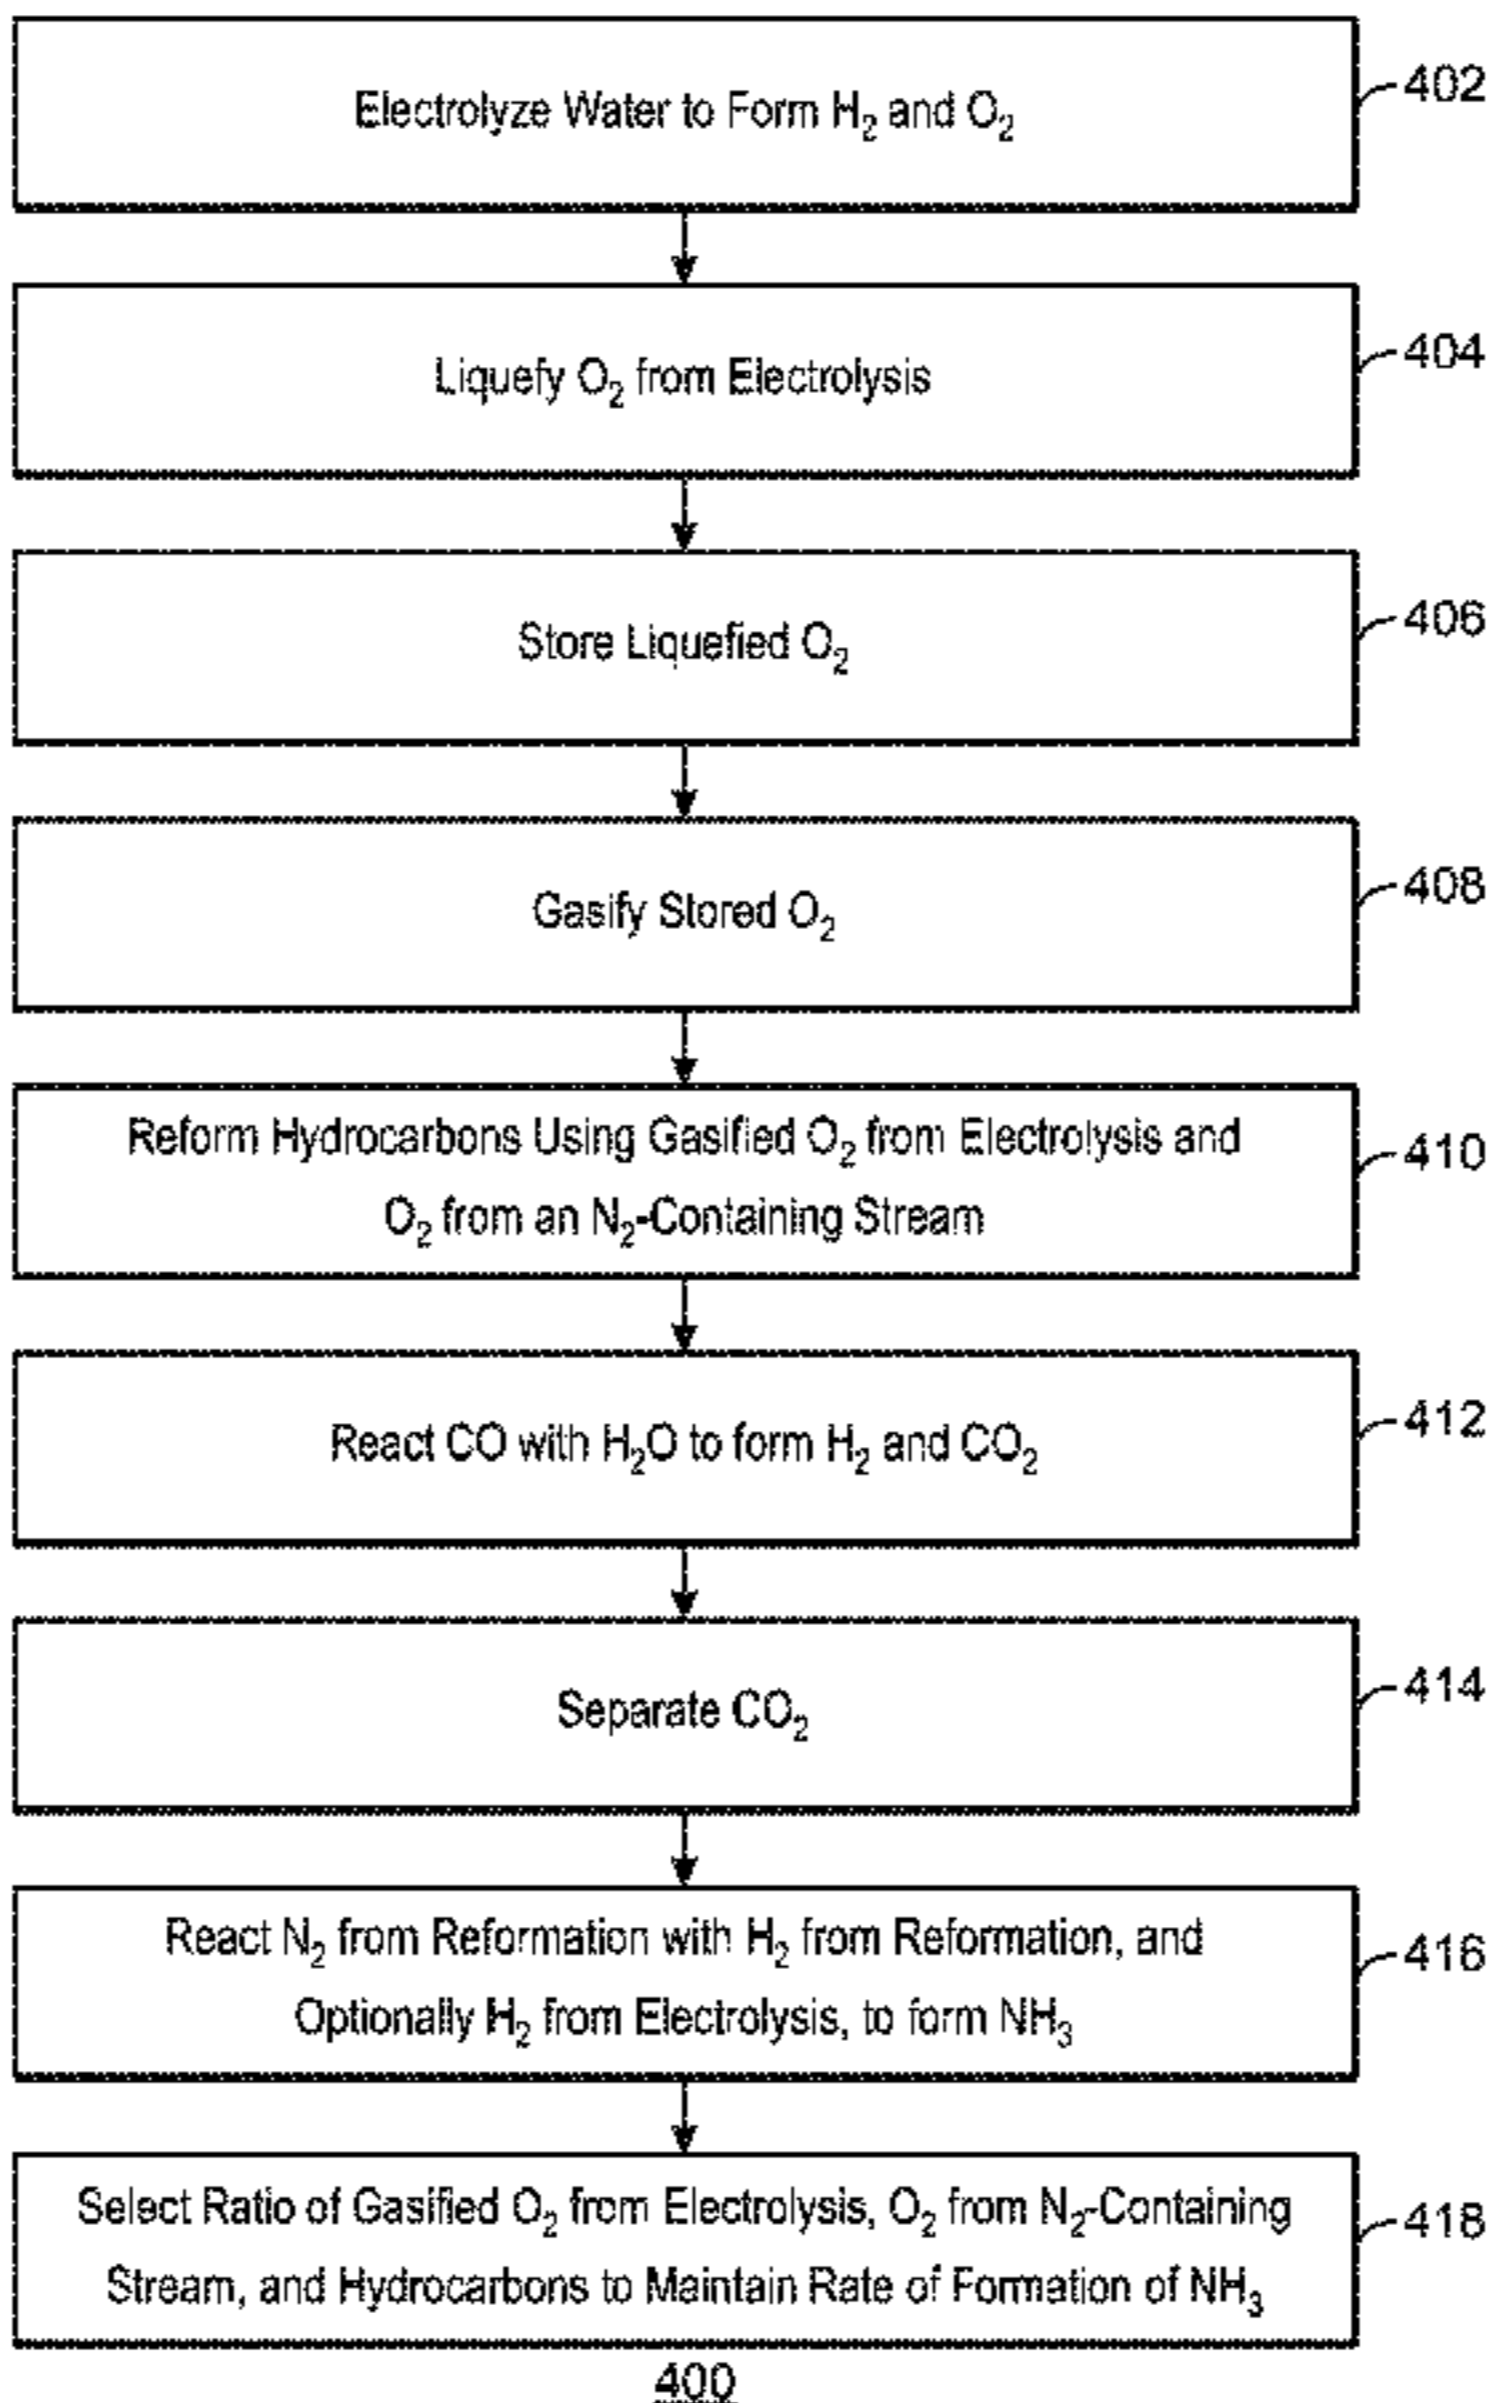 Electrolyze Water to Form H₂ and O₂
402
Liquefy O₂ from Electrolysis
404
Store Liquefied O₂
406
Gasify Stored O₂
408
Reform Hydrocarbons Using Gasified O₂ from Electrolysis and
O₂ from an N₂-Containing Stream
410
React CO with H₂O to form H₂ and CO₂
412
Separate CO₂
414
React N₂ from Reformation with H₂ from Reformation, and
Optionally H₂ from Electrolysis, to form NH₃
416
Select Ratio of Gasified O₂ from Electrolysis, O₂ from N₂-Containing
Stream, and Hydrocarbons to Maintain Rate of Formation of NH₃
418
400